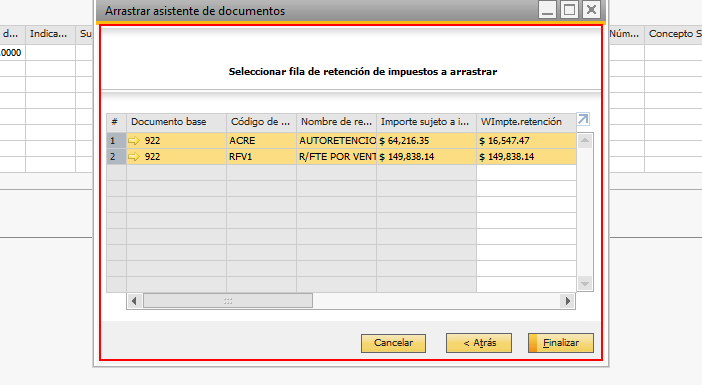 Arrastrar asistente de documentos
d... Indica... Su Núm... Concepto S
.0000
Seleccionar fila de retención de impuestos a arrastrar
# Documento base Código de ... Nombre de re... Importe sujeto a i... WImpte.retención
1 922 ACRE AUTORETENCIO $ 64,216.35 $ 16,547.47
2 922 RFV1 R/FTE POR VENT $ 149,838.14 $ 149,838.14
Cancelar < Atrás Finalizar